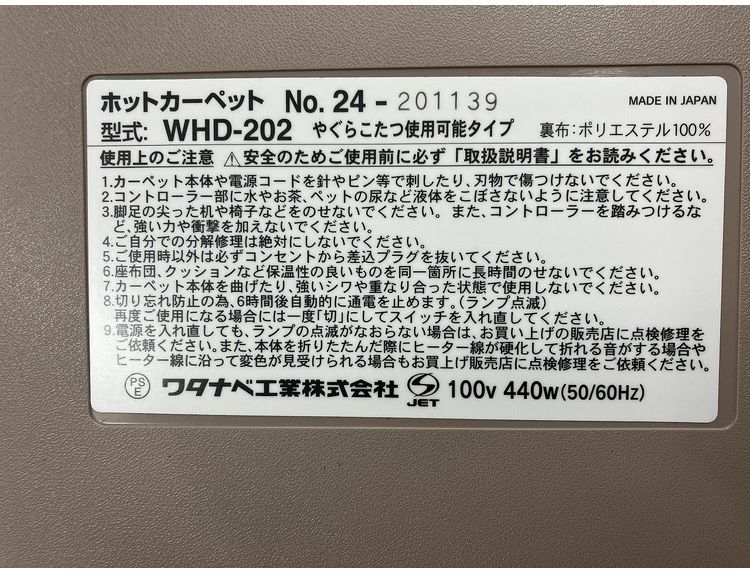 ホットカーペット No. 24 - 201139 MADE IN JAPAN
型式: WHD-202 やぐらこたつ使用可能タイプ 裏布:ポリエステル100%
使用上のご注意 ⚠安全のためご使用前に必ず「取扱説明書」をお読みください。
1.カーペット本体や電源コードを針やピン等で刺したり、刃物で傷つけないでください。
2.コントローラー部に水やお茶、ペットの尿など液体をこぼさないように注意してください。
3.脚足の尖った机や椅子などをのせないでください。また、コントローラーを踏みつけるな
ど、強い力や衝撃を加えないでください。
4.ご自分での分解修理は絶対にしないでください。
5.ご使用時以外は必ずコンセントから差込プラグを抜いてください。
6.座布団、クッションなど保温性の良いものを同一箇所に長時間のせないでください。
7.カーペット本体を曲げたり、強いシワや重なり合った状態で使用しないでください。
8.切り忘れ防止の為、6時間後自動的に通電を止めます。(ランプ点滅)
再度ご使用になる場合には一度「切」にしてスイッチを入れ直してください。
9.電源を入れ直しても、ランプの点滅がなおらない場合は、お買い上げの販売店に点検修理を
ご依頼ください。また、本体を折りたたんだ際にヒーター線が硬化して折れる音がする場合や
ヒーター線に沿って変色が見受けられる場合もお買上げ販売店に点検修理をご依頼ください。
PS E ワタナベ工業株式会社 S JET 100v 440w(50/60Hz)